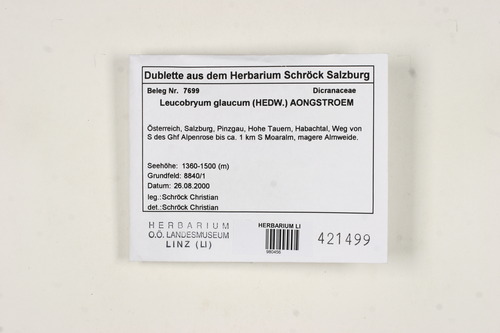 Dublette aus dem Herbarium Schröck Salzburg
Beleg Nr. 7699 Dicranaceae
Leucobryum glaucum (HEDW.) AONGSTROEM
Österreich, Salzburg, Pinzgau, Hohe Tauern, Habachtal, Weg von
S des Ghf Alpenrose bis ca. 1 km S Moaralm, magere Almweide.
Seehöhe: 1360-1500 (m)
Grundfeld: 8840/1
Datum: 26.08.2000
leg.:Schröck Christian
det.:Schröck Christian
HERBARIUM
O.Ö. LANDESMUSEUM
LINZ (LI)
HERBARIUM LI
980456
421499